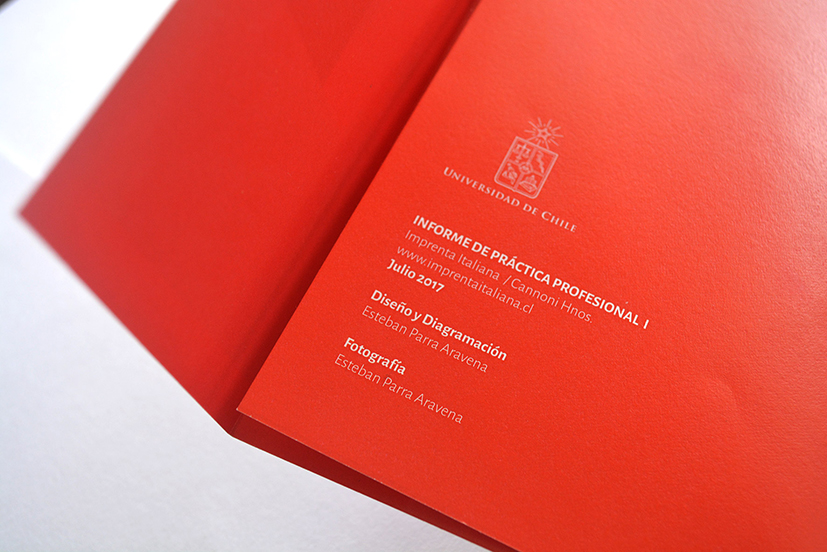 UNIVERSIDAD DE CHILE
INFORME DE PRÁCTICA PROFESIONAL I
Imprenta Italiana / Cannoni Hnos.
www.imprentaitaliana.cl
Julio 2017
Diseño y Diagramación
Esteban Parra Aravena
Fotografía
Esteban Parra Aravena